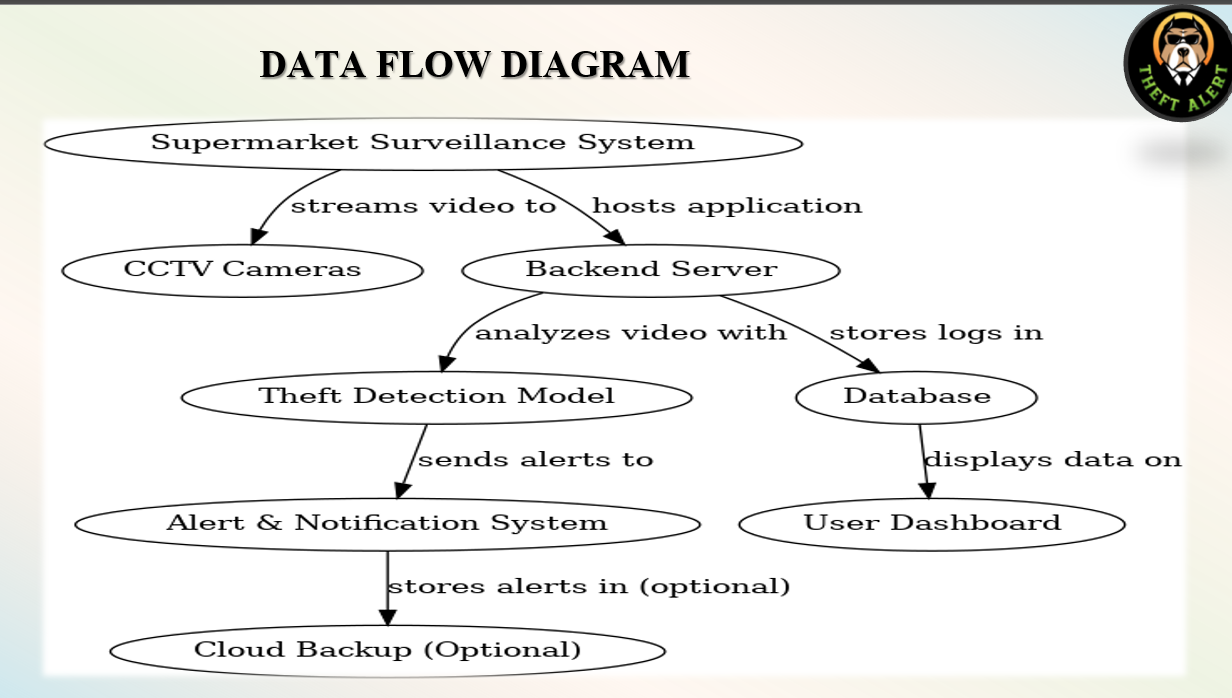 DATA FLOW DIAGRAM
THEFT ALERT
Supermarket Surveillance System
streams video to
hosts application
CCTV Cameras
Backend Server
analyzes video with
stores logs in
Theft Detection Model
Database
sends alerts to
displays data on
Alert & Notification System
User Dashboard
stores alerts in (optional)
Cloud Backup (Optional)